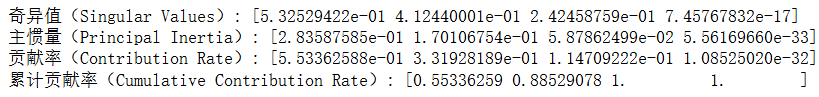 奇异值（Singular Values）: [5.32529422e-01 4.12440001e-01 2.42458759e-01 7.45767832e-17]
主惯量（Principal Inertia）: [2.83587585e-01 1.70106754e-01 5.87862499e-02 5.56169660e-33]
贡献率（Contribution Rate）: [5.53362588e-01 3.31928189e-01 1.14709222e-01 1.08525020e-32]
累计贡献率（Cumulative Contribution Rate）: [0.55336259 0.88529078 1.         1.        ]